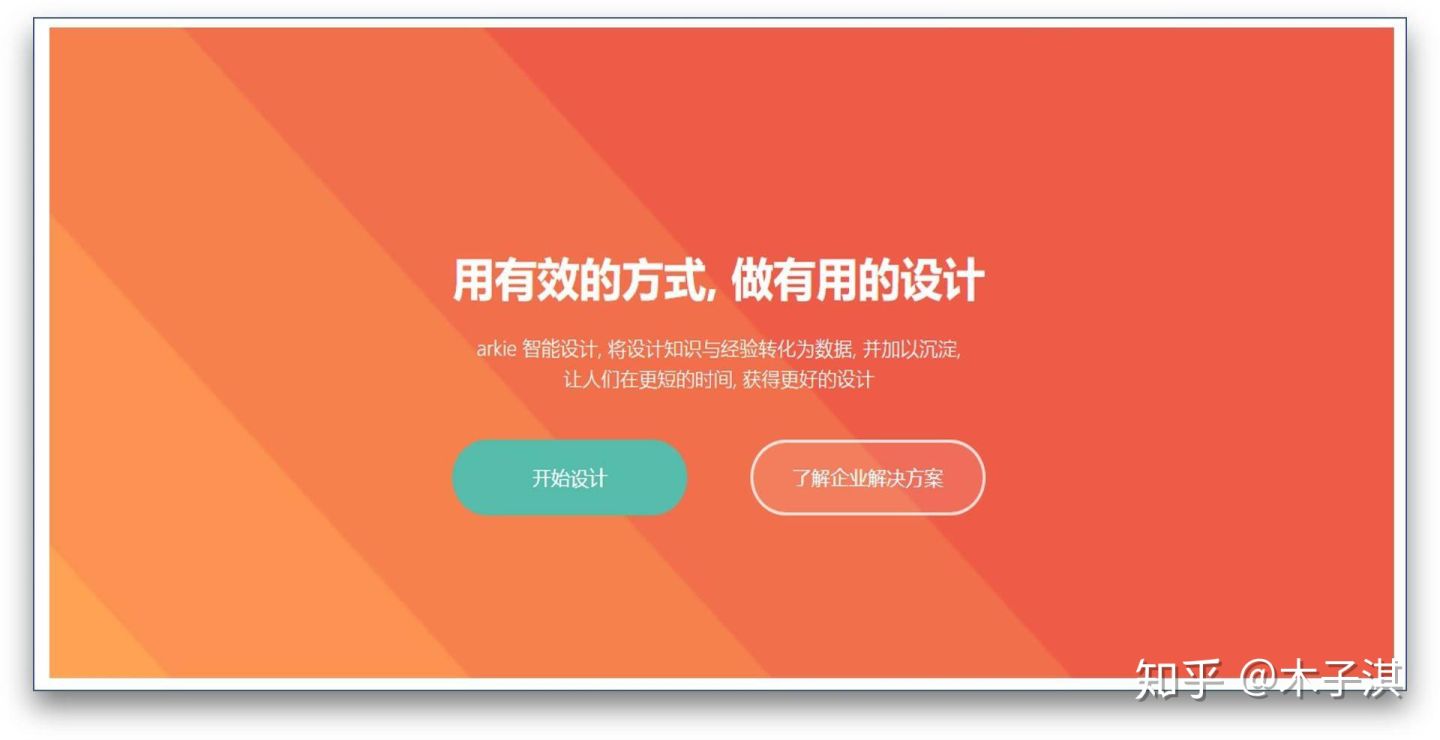 用有效的方式, 做有用的设计
arkie 智能设计, 将设计知识与经验转化为数据, 并加以沉淀,
让人们在更短的时间, 获得更好的设计
开始设计
了解企业解决方案
知乎 @木子淇